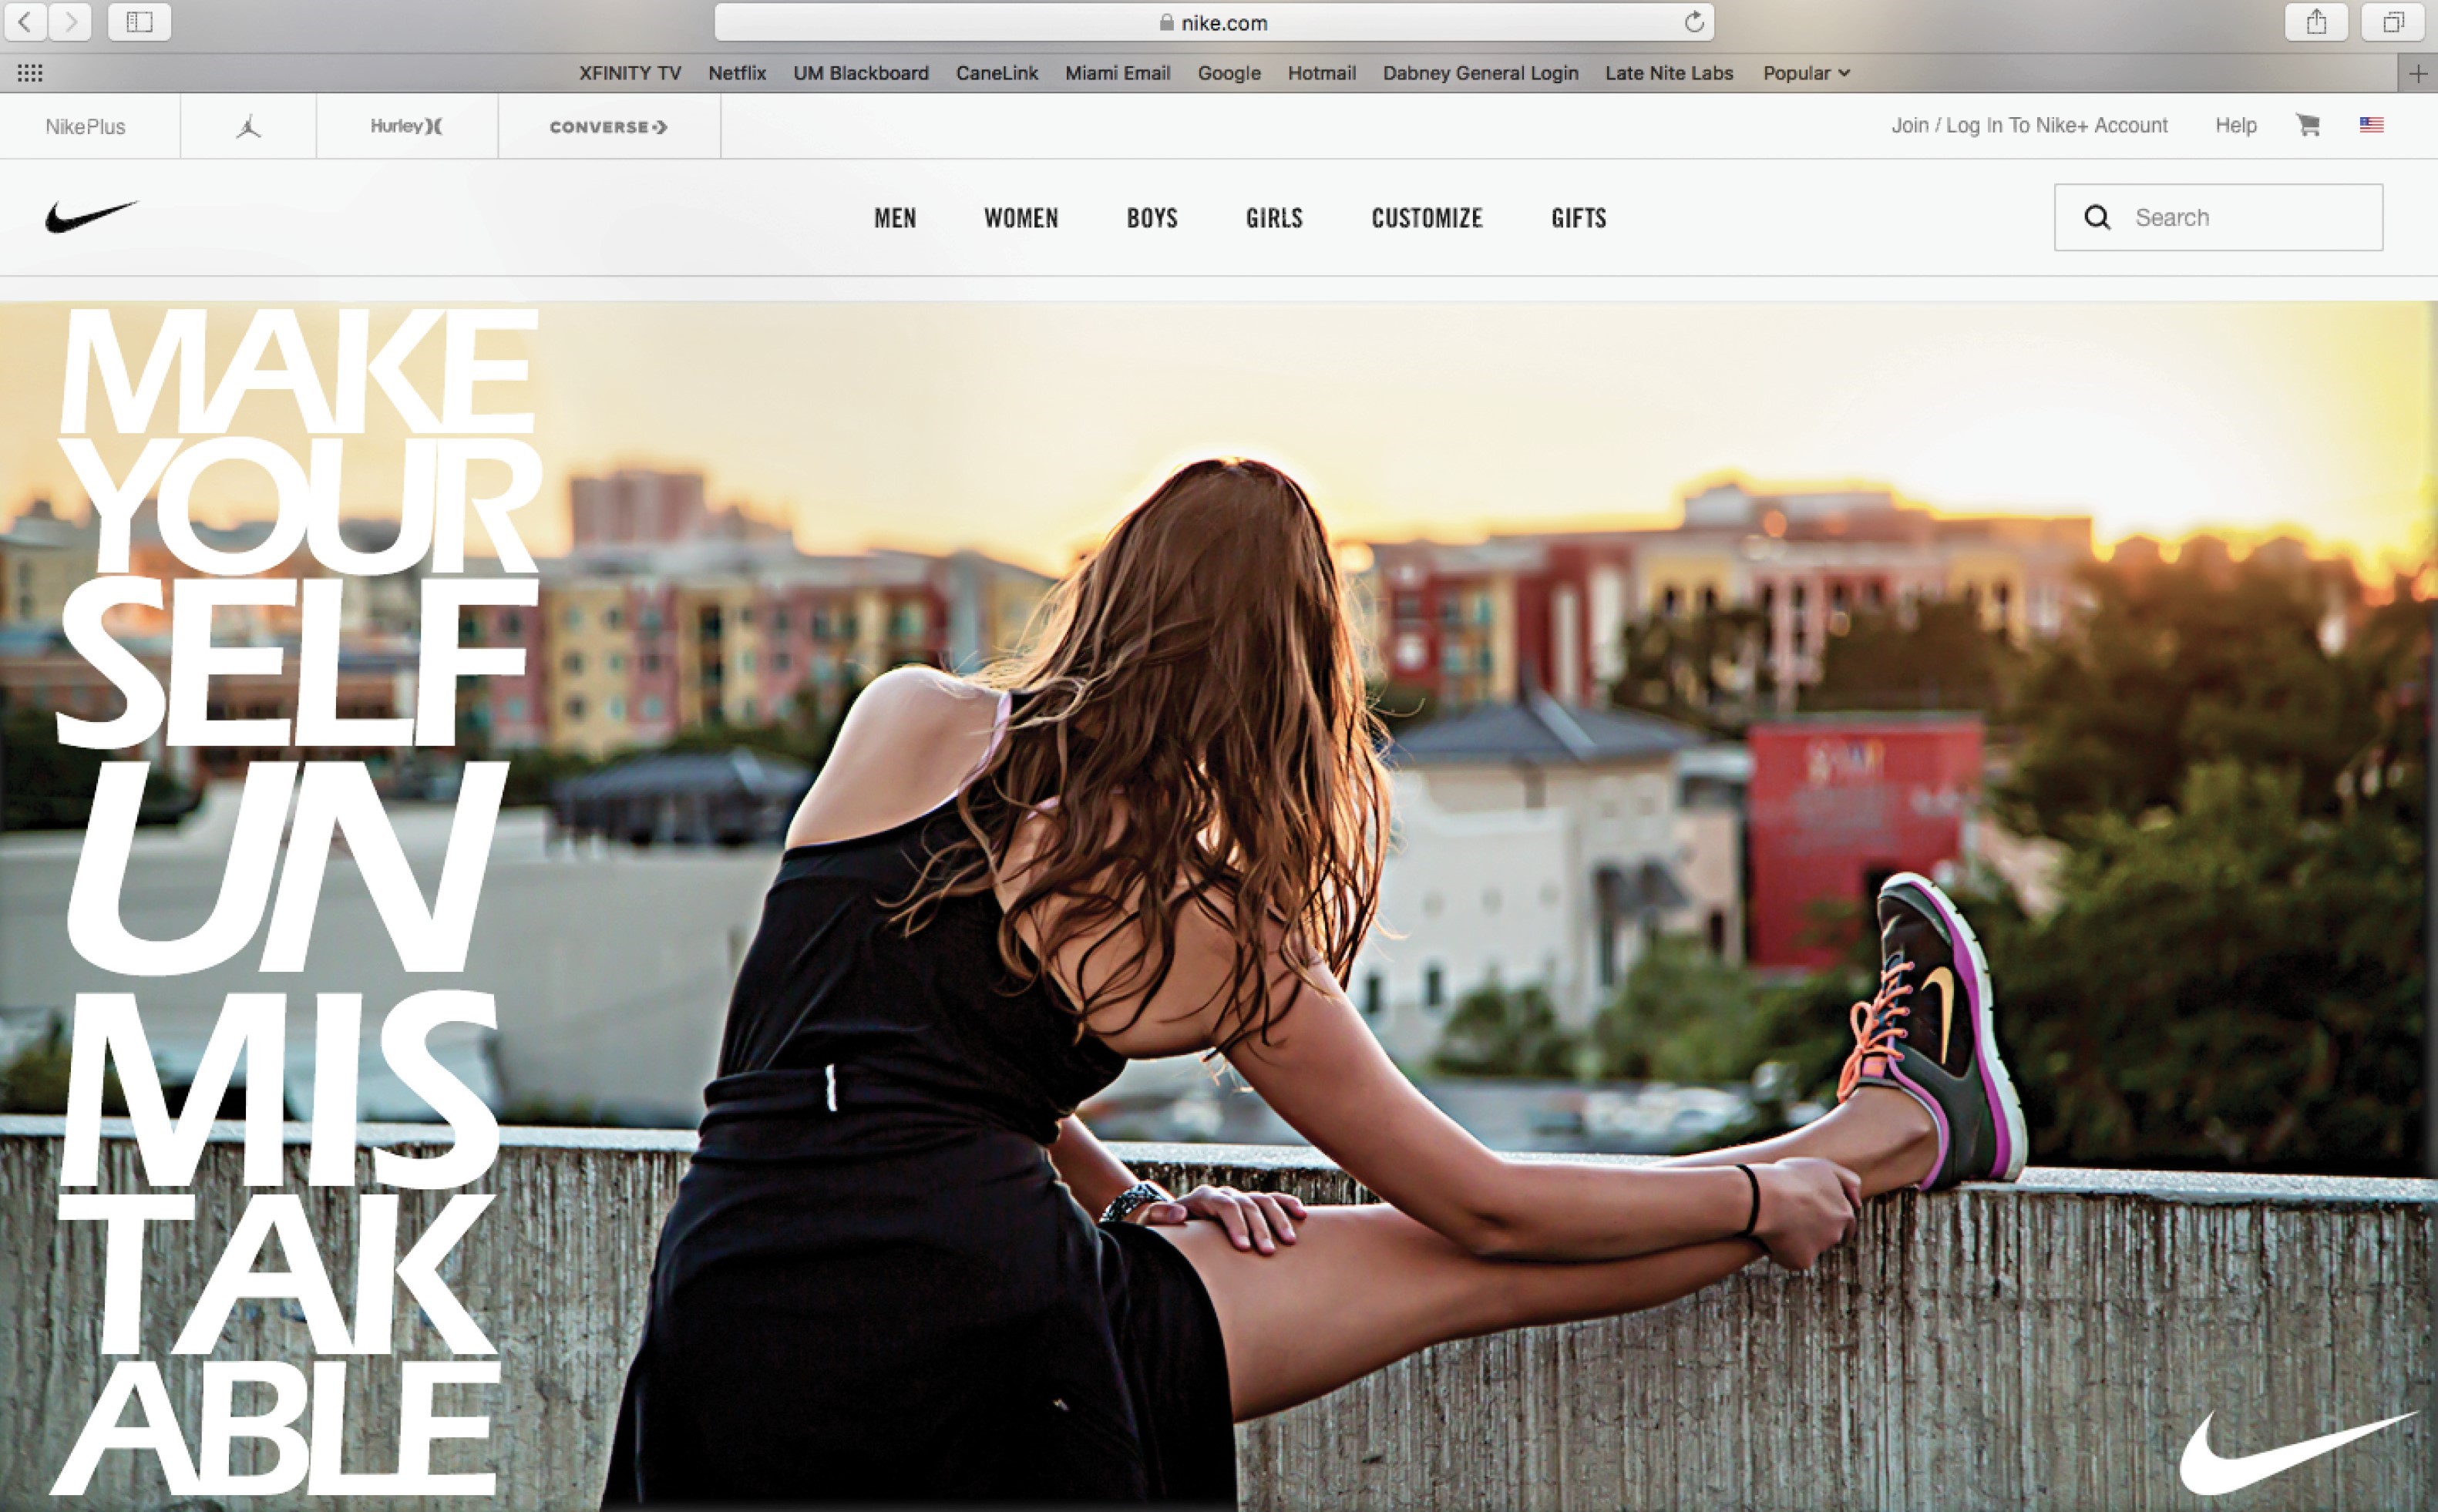 nike.com
XFINITY TV Netflix UM Blackboard CaneLink Miami Email Google Hotmail Dabney General Login Late Nite Labs Popular
NikePlus Hurley CONVERSE Join / Log In To Nike+ Account Help
MEN WOMEN BOYS GIRLS CUSTOMIZE GIFTS Search
MAKE
YOUR
SELF
UN
MIS
TAK
ABLE